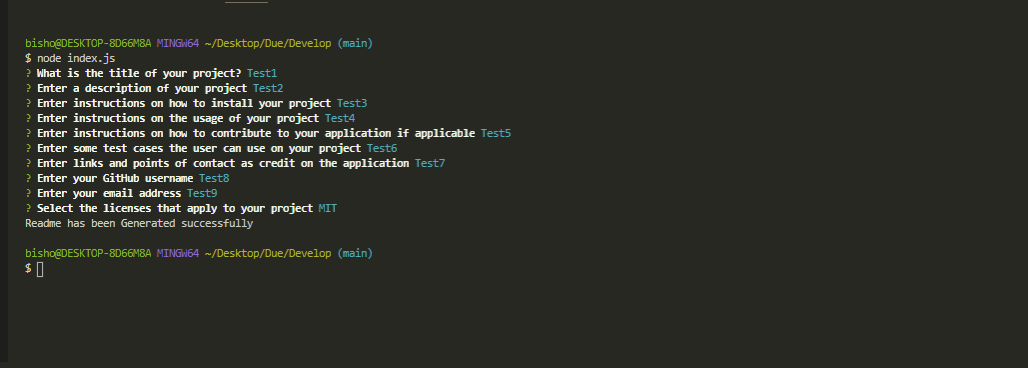 bisho@DESKTOP-8D66M8A MINGW64 ~/Desktop/Due/Develop (main)
$ node index.js
? What is the title of your project? Test1
? Enter a description of your project Test2
? Enter instructions on how to install your project Test3
? Enter instructions on the usage of your project Test4
? Enter instructions on how to contribute to your application if applicable Test5
? Enter some test cases the user can use on your project Test6
? Enter links and points of contact as credit on the application Test7
? Enter your GitHub username Test8
? Enter your email address Test9
? Select the licenses that apply to your project MIT
Readme has been Generated successfully
bisho@DESKTOP-8D66M8A MINGW64 ~/Desktop/Due/Develop (main)
$